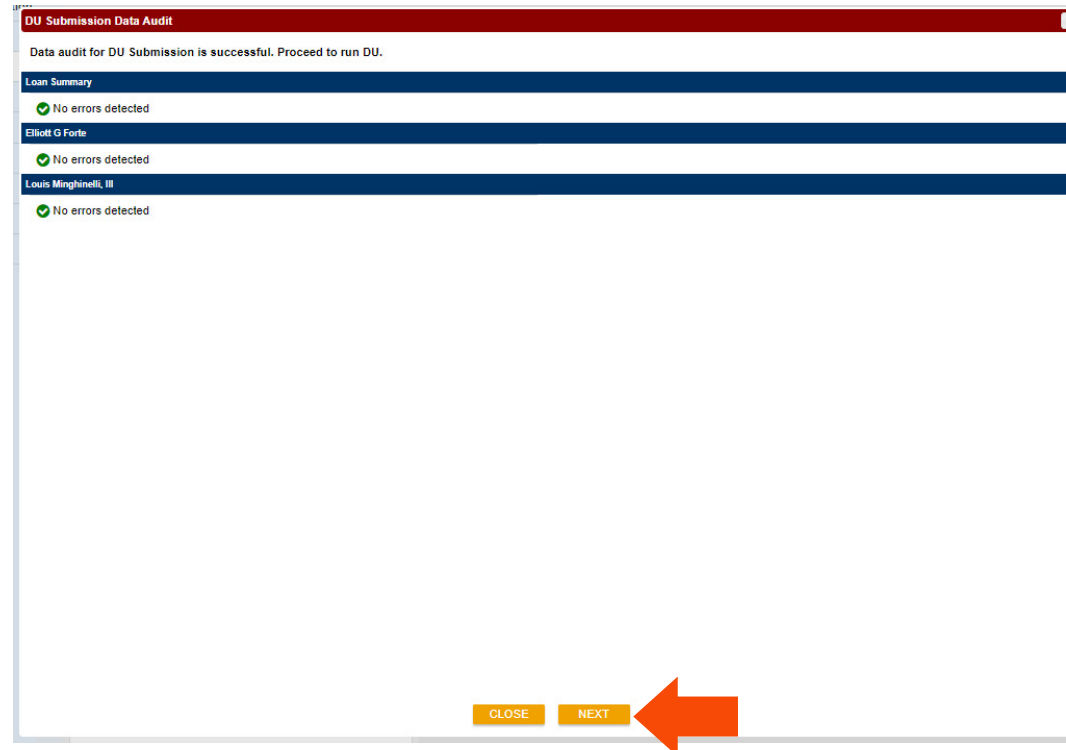 DU Submission Data Audit
Data audit for DU Submission is successful. Proceed to run DU.
Loan Summary
No errors detected
Elliott G Forte
No errors detected
Louis Minghinelli, III
No errors detected
CLOSE NEXT